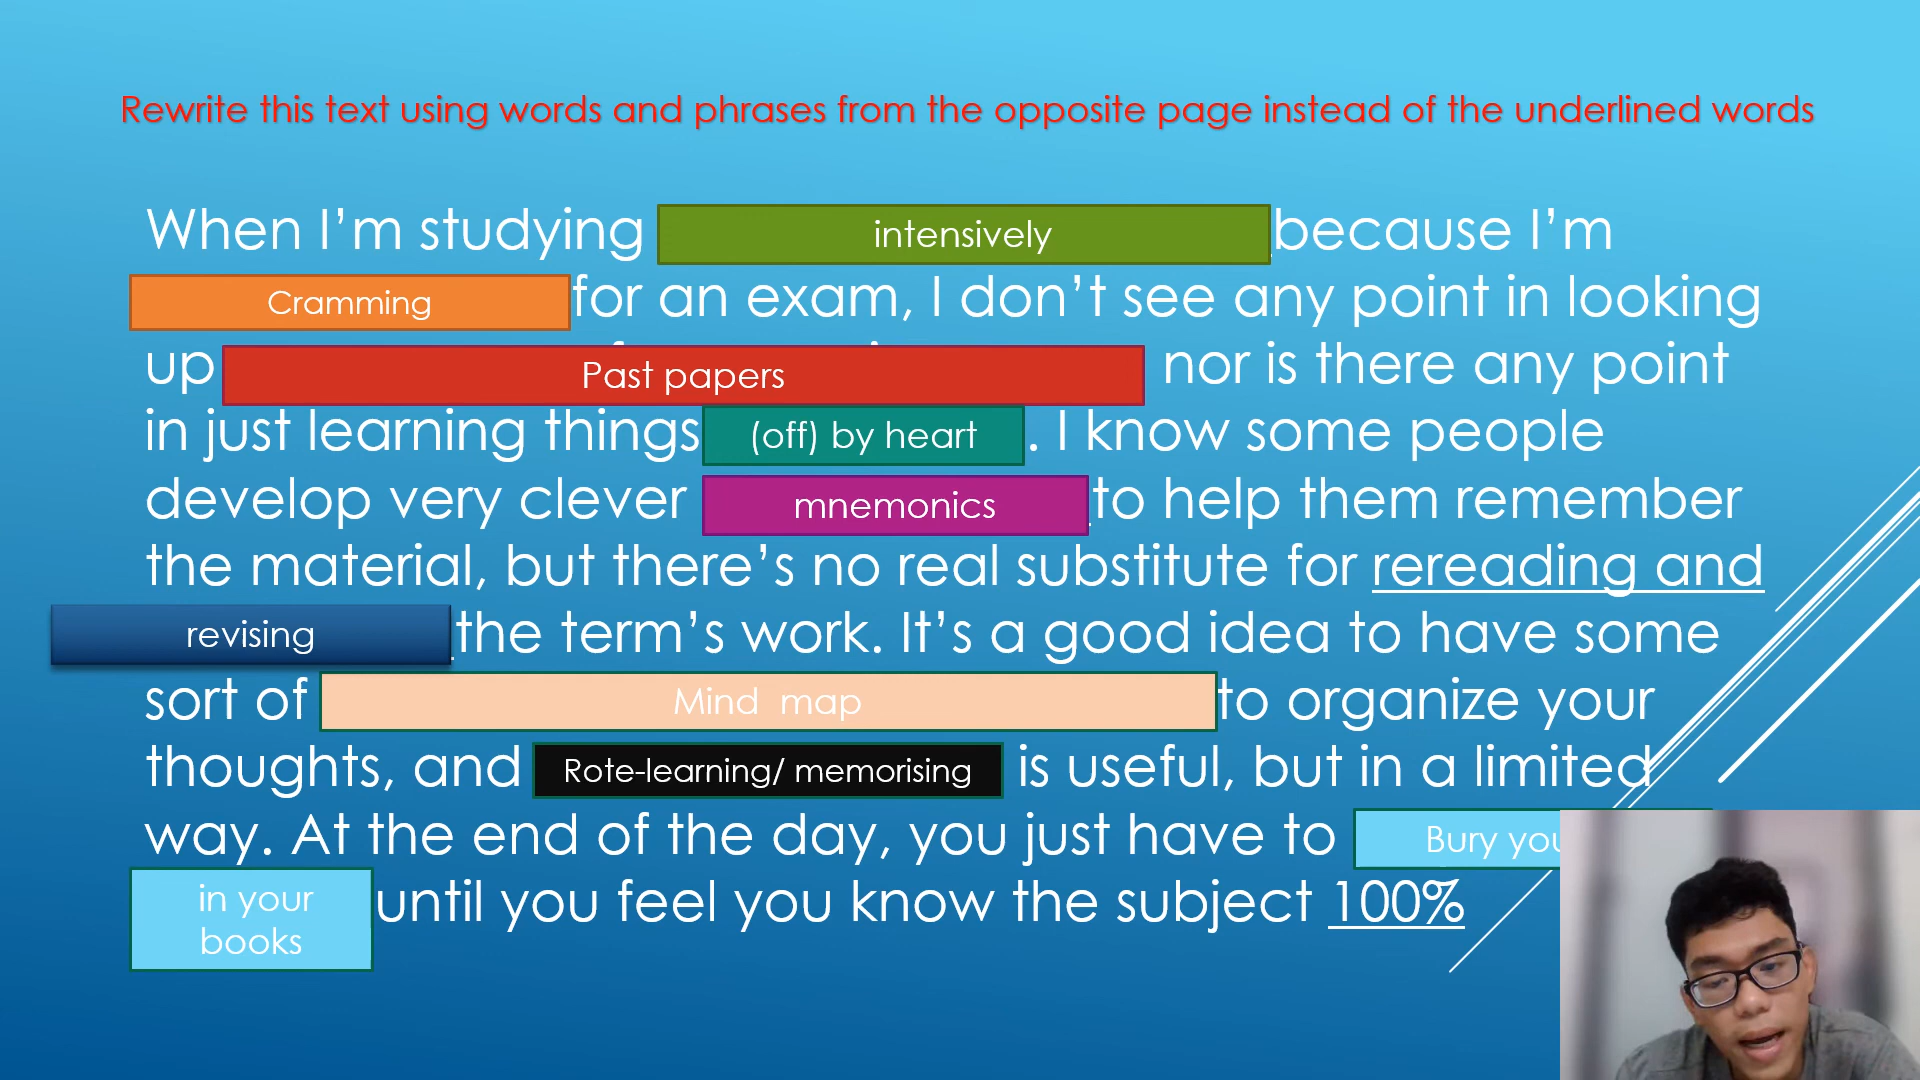 Rewrite this text using words and phrases from the opposite page instead of the underlined words
When I'm studying intensively because I'm
Cramming for an exam, I don't see any point in looking
up Past papers nor is there any point
in just learning things (off) by heart . I know some people
develop very clever mnemonics to help them remember
the material, but there's no real substitute for rereading and
revising the term's work. It's a good idea to have some
sort of Mind map to organize your
thoughts, and Rote-learning/ memorising is useful, but in a limited
way. At the end of the day, you just have to Bury
in your books until you feel you know the subject 100%